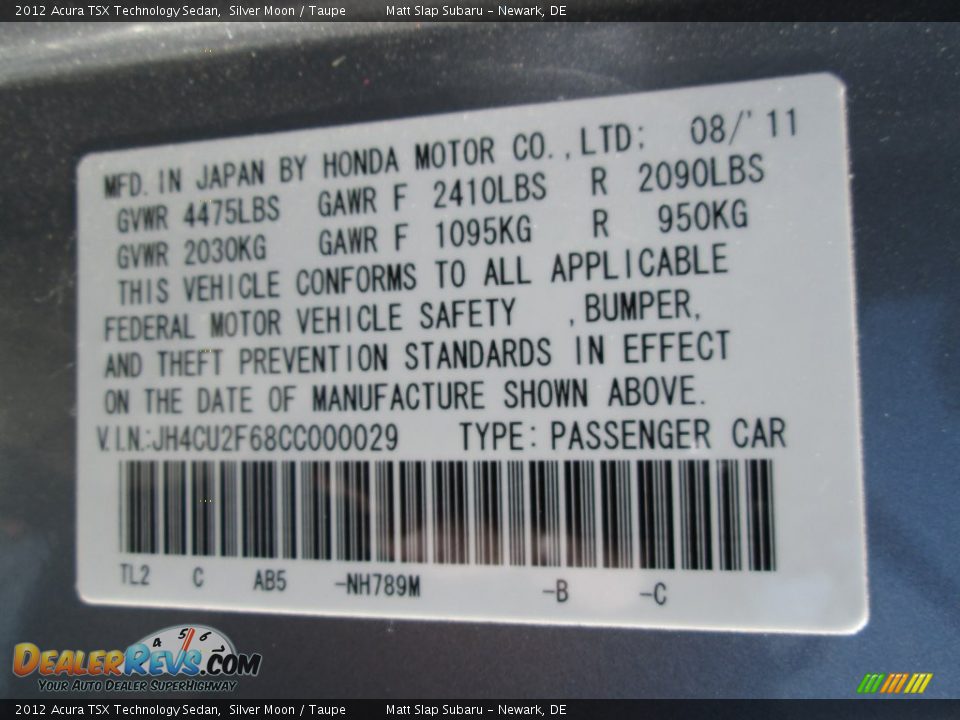 2012 Acura TSX Technology Sedan, Silver Moon / Taupe Matt Slap Subaru - Newark, DE
MFD. IN JAPAN BY HONDA MOTOR CO., LTD; 08/'11
GVWR 4475LBS GAWR F 2410LBS R 2090LBS
GVWR 2030KG GAWR F 1095KG R 950KG
THIS VEHICLE CONFORMS TO ALL APPLICABLE
FEDERAL MOTOR VEHICLE SAFETY , BUMPER,
AND THEFT PREVENTION STANDARDS IN EFFECT
ON THE DATE OF MANUFACTURE SHOWN ABOVE.
V.I.N.:JH4CU2F68CC000029 TYPE: PASSENGER CAR
TL2 C AB5 -NH789M -B -C
4 5 6
DEALERREVS.COM
YOUR AUTO DEALER SUPERHIGHWAY
2012 Acura TSX Technology Sedan, Silver Moon / Taupe Matt Slap Subaru - Newark, DE